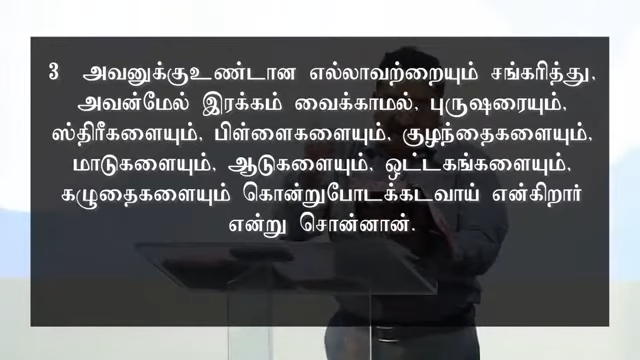 3 அவனுக்குஉண்டான எல்லாவற்றையும் சங்கரித்து,
அவன்மேல் இரக்கம் வைக்காமல், புருஷரையும்,
ஸ்திரீகளையும், பிள்ளைகளையும், குழந்தைகளையும்,
மாடுகளையும், ஆடுகளையும், ஒட்டகங்களையும்,
கழுதைகளையும் கொன்றுபோடக்கடவாய் என்கிறார்
என்று சொன்னான்.